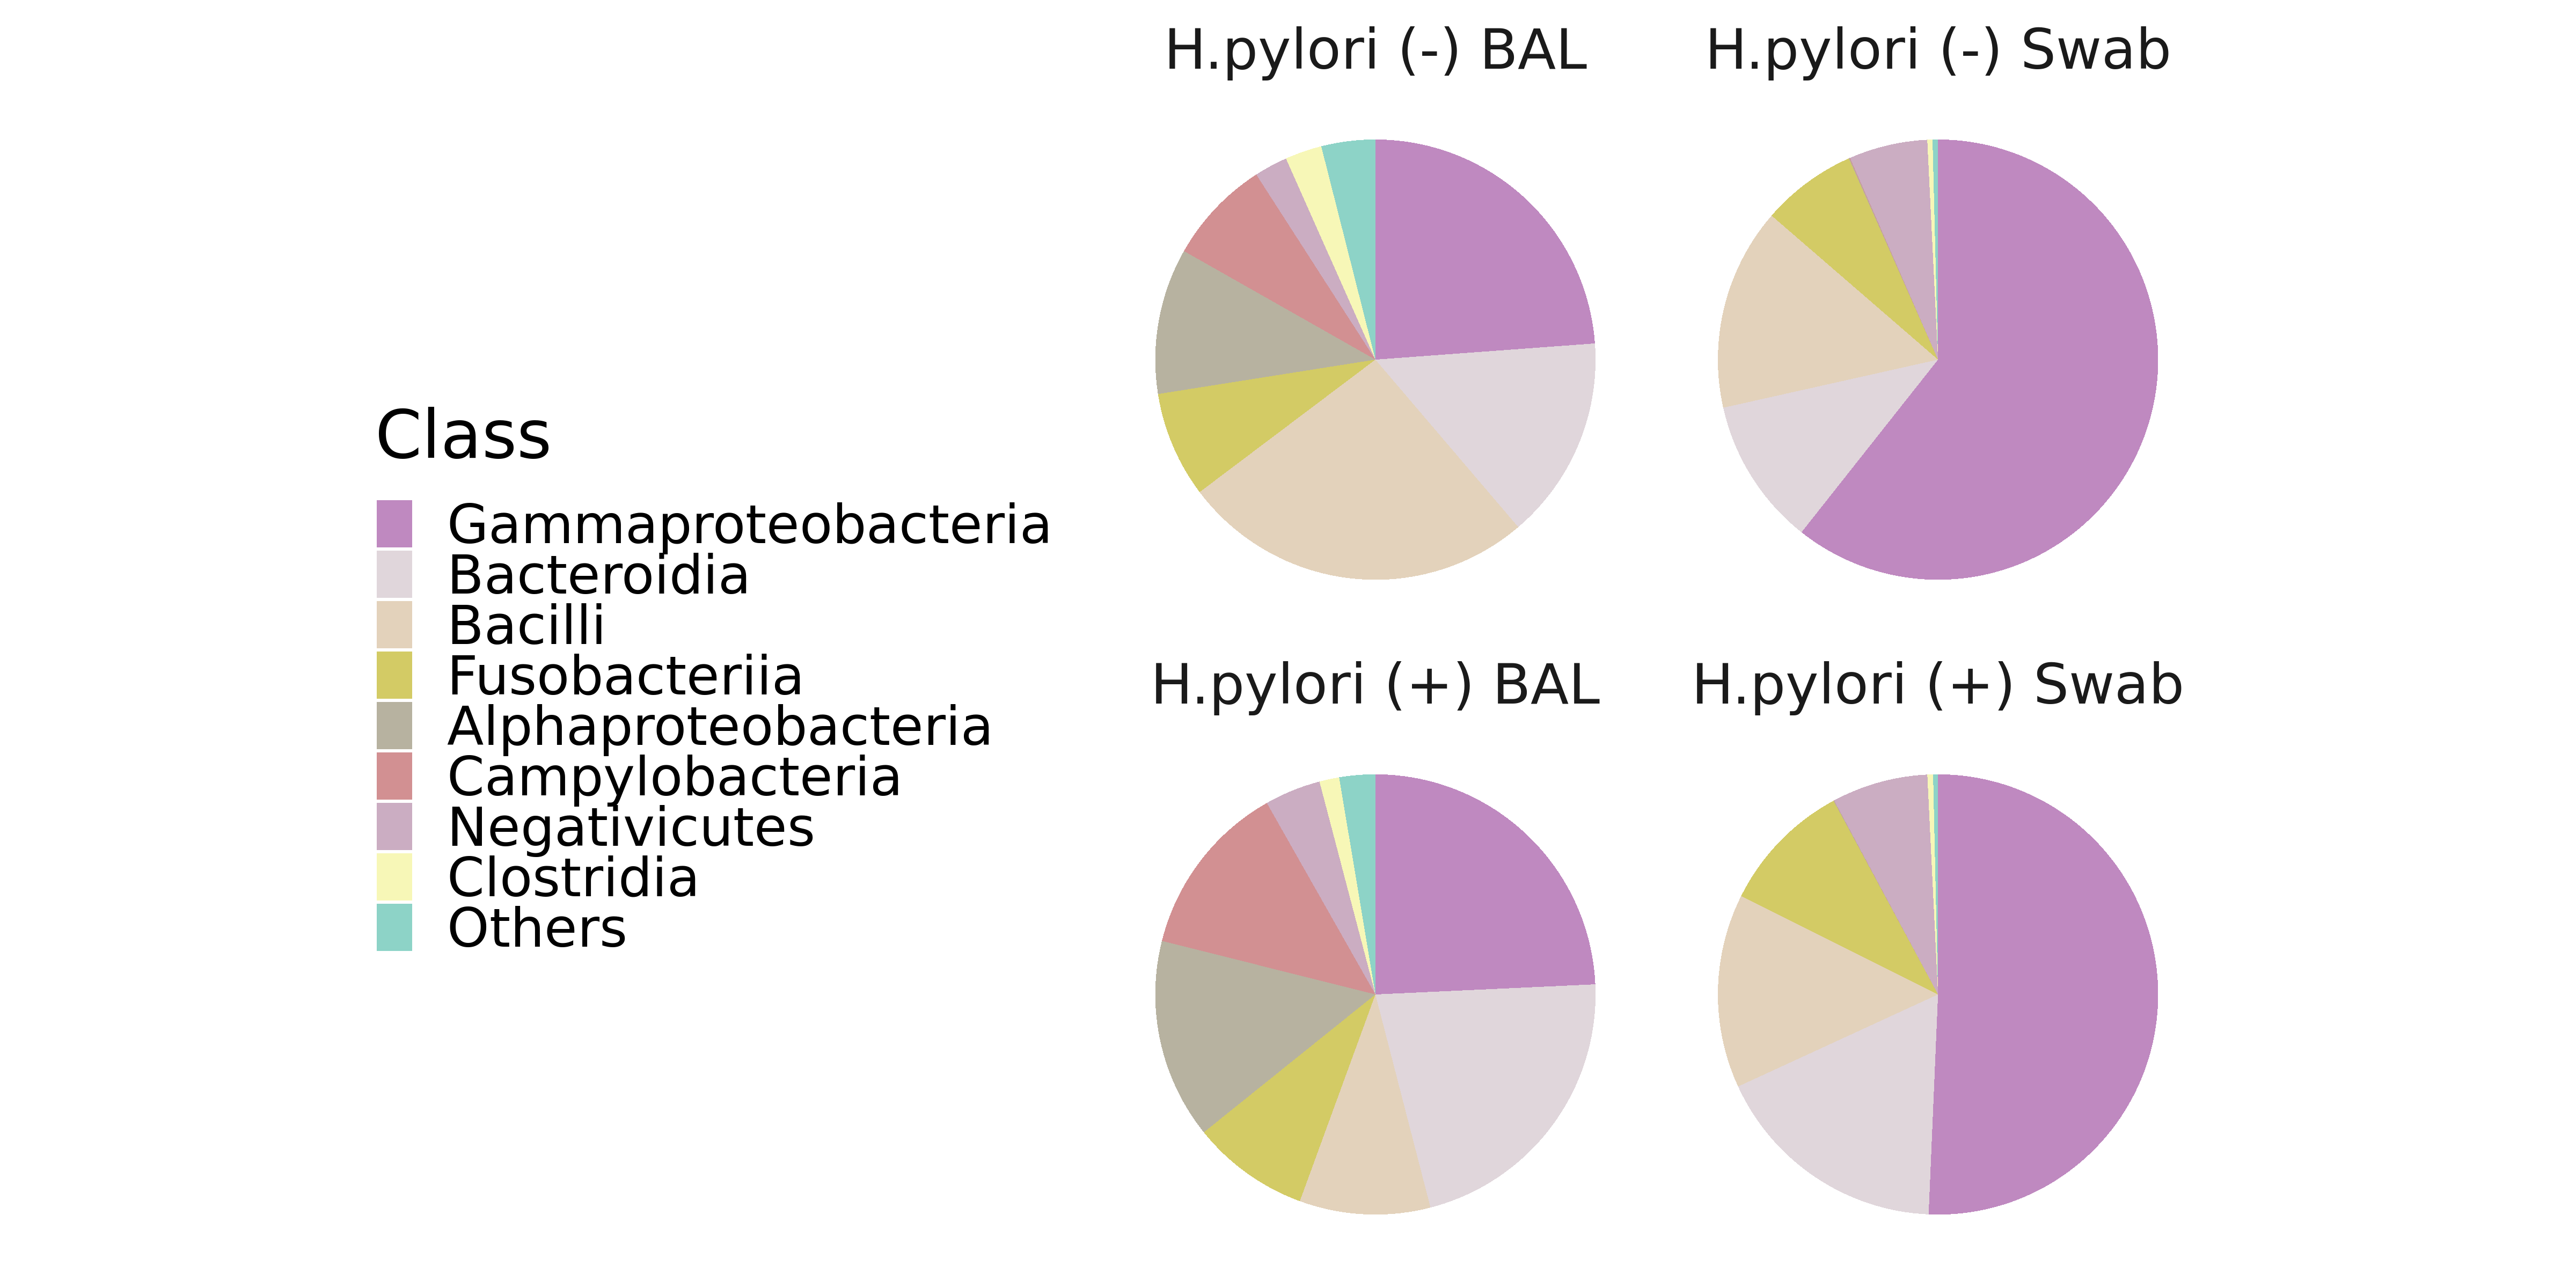 H.pylori (-) BAL
H.pylori (-) Swab
Class
Gammaproteobacteria
Bacteroidia
Bacilli
Fusobacteriia
Alphaproteobacteria
Campylobacteria
Negativicutes
Clostridia
Others
H.pylori (+) BAL
H.pylori (+) Swab